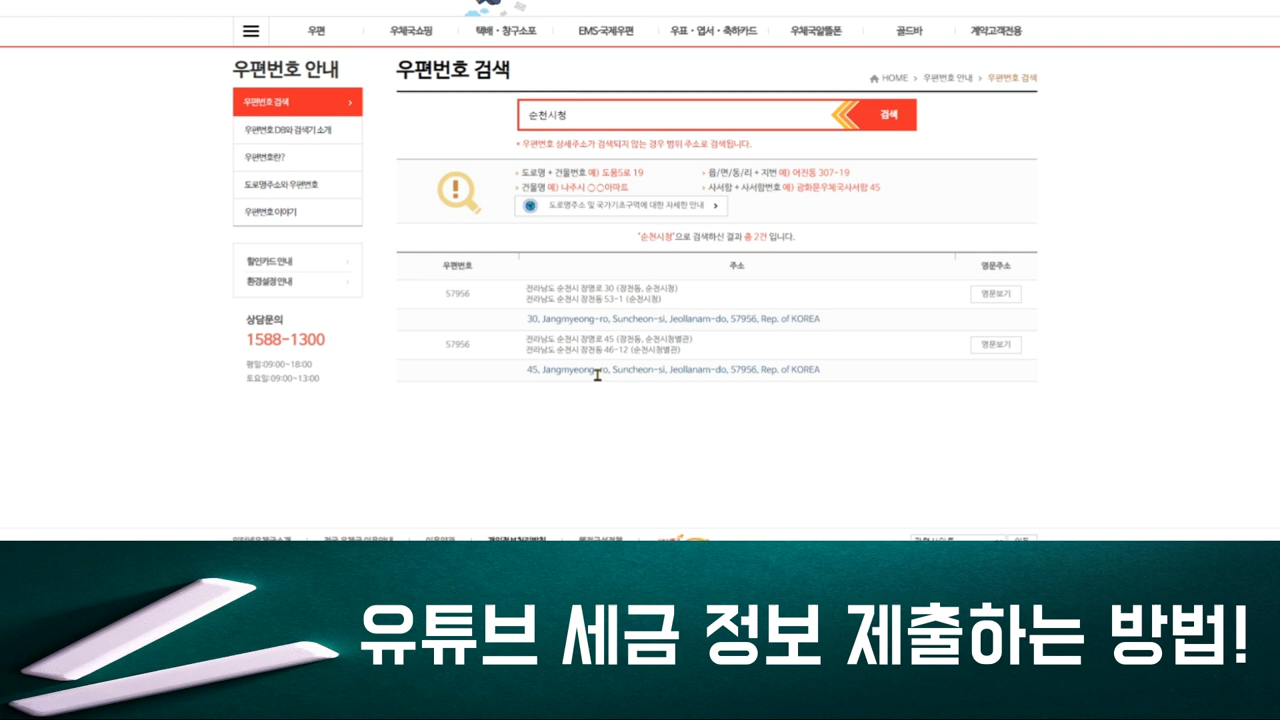 우편
우체국쇼핑
택배・창구소포
EMS·국제우편
우표・엽서・축하카드
우체국알뜰폰
골드바
계약고객전용
우편번호 안내
우편번호 검색
우편번호 DB와 검색기 소개
우편번호란?
도로명주소와 우편번호
우편번호 이야기
할인카드 안내
환경설정 안내
상담문의
1588-1300
평일:09:00~18:00
토요일:09:00~13:00
우편번호 검색
HOME > 우편번호 안내 > 우편번호 검색
순천시청
검색
* 우편번호 상세주소가 검색되지 않는 경우 범위 주소로 검색됩니다.
도로명 + 건물번호 예) 도움5로 19
읍/면/동/리 + 지번 예) 어진동 307-19
건물명 예) 나주시 ○○아파트
사서함 + 사서함번호 예) 광화문우체국사서함 45
도로명주소 및 국가기초구역에 대한 자세한 안내 >
"순천시청"으로 검색하신 결과 총 2건 입니다.
우편번호 주소 영문주소
57956
전라남도 순천시 장명로 30 (장천동, 순천시청)
전라남도 순천시 장천동 53-1 (순천시청)
영문보기
30, Jangmyeong-ro, Suncheon-si, Jeollanam-do, 57956, Rep. of KOREA
57956
전라남도 순천시 장명로 45 (장천동, 순천시청별관)
전라남도 순천시 장천동 46-12 (순천시청별관)
영문보기
45, Jangmyeong-ro, Suncheon-si, Jeollanam-do, 57956, Rep. of KOREA
유튜브 세금 정보 제출하는 방법!